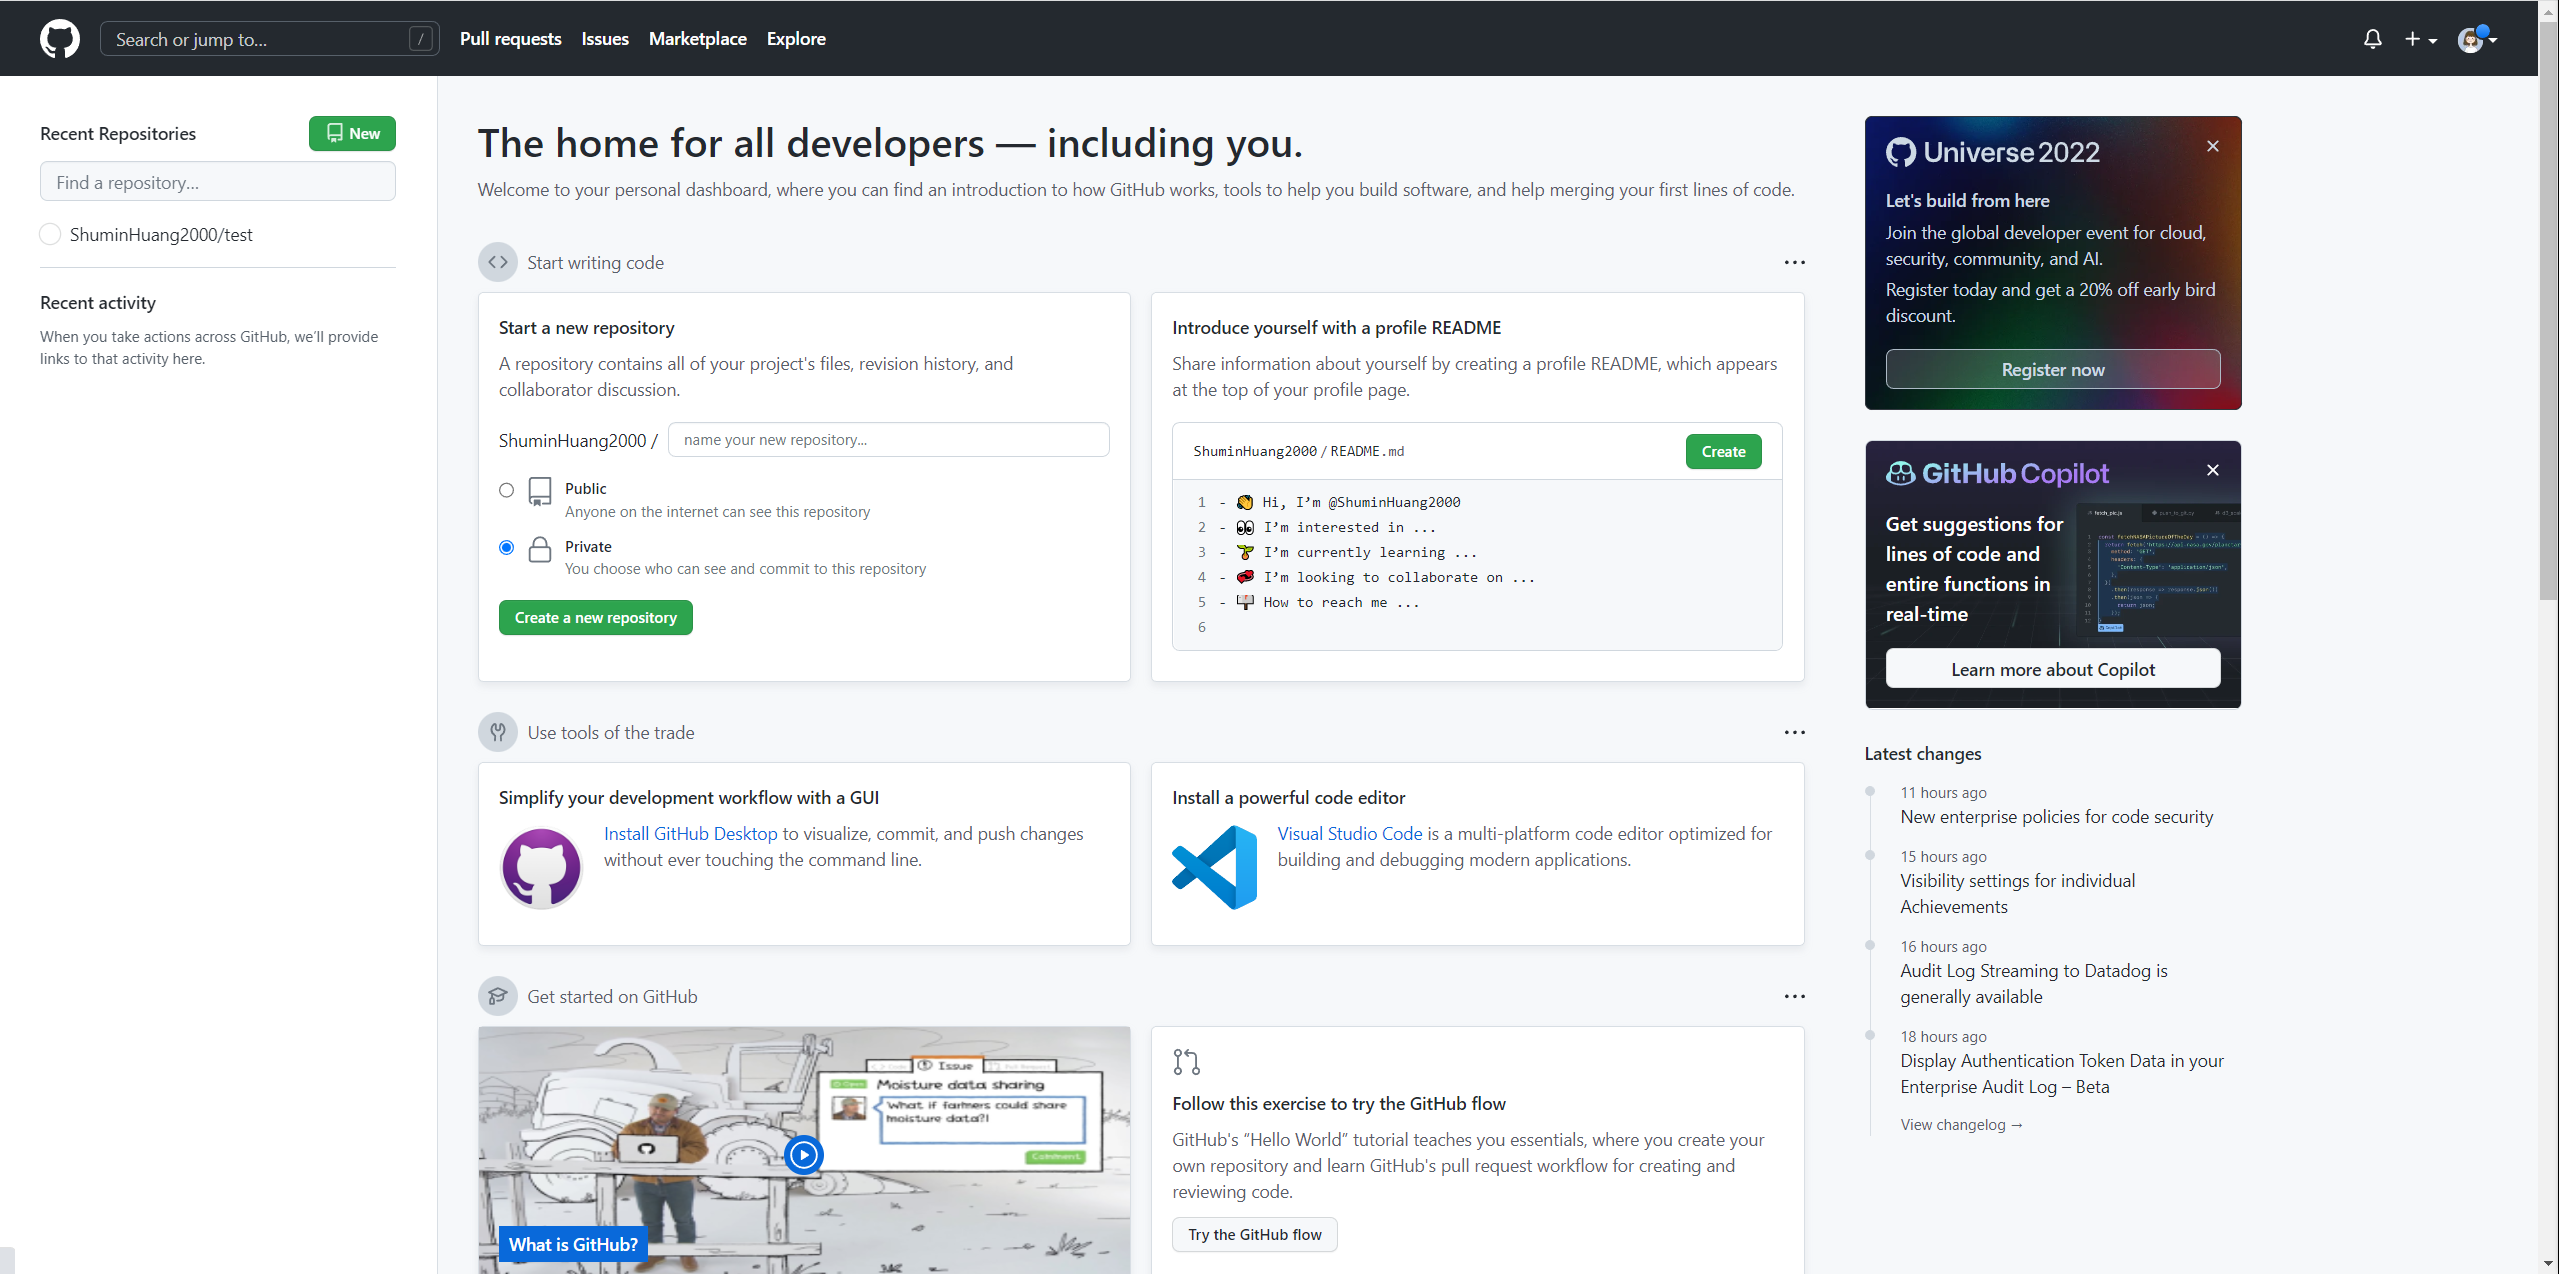 Search or jump to...
/
Pull requests
Issues
Marketplace
Explore
Recent Repositories
New
Find a repository...
ShuminHuang2000/test
Recent activity
When you take actions across GitHub, we'll provide
links to that activity here.
The home for all developers — including you.
Welcome to your personal dashboard, where you can find an introduction to how GitHub works, tools to help you build software, and help merging your first lines of code.
Start writing code
Start a new repository
A repository contains all of your project's files, revision history, and
collaborator discussion.
ShuminHuang2000 /
name your new repository...
Public
Anyone on the internet can see this repository
Private
You choose who can see and commit to this repository
Create a new repository
Introduce yourself with a profile README
Share information about yourself by creating a profile README, which appears
at the top of your profile page.
ShuminHuang2000 / README.md
Create
1 - 👋 Hi, I’m @ShuminHuang2000
2 - 👀 I’m interested in ...
3 - 🌱 I’m currently learning ...
4 - 💞️ I’m looking to collaborate on ...
5 - 📫 How to reach me ...
6
Use tools of the trade
Simplify your development workflow with a GUI
Install GitHub Desktop to visualize, commit, and push changes
without ever touching the command line.
Install a powerful code editor
Visual Studio Code is a multi-platform code editor optimized for
building and debugging modern applications.
Get started on GitHub
Issue
Open
Moisture data sharing
What if farmers could share
moisture data?!
Comment
What is GitHub?
Follow this exercise to try the GitHub flow
GitHub's “Hello World” tutorial teaches you essentials, where you create your
own repository and learn GitHub's pull request workflow for creating and
reviewing code.
Try the GitHub flow
Universe 2022
Let's build from here
Join the global developer event for cloud,
security, community, and AI.
Register today and get a 20% off early bird
discount.
Register now
GitHub Copilot
Get suggestions for
lines of code and
entire functions in
real-time
Learn more about Copilot
Latest changes
11 hours ago
New enterprise policies for code security
15 hours ago
Visibility settings for individual
Achievements
16 hours ago
Audit Log Streaming to Datadog is
generally available
18 hours ago
Display Authentication Token Data in your
Enterprise Audit Log – Beta
View changelog →